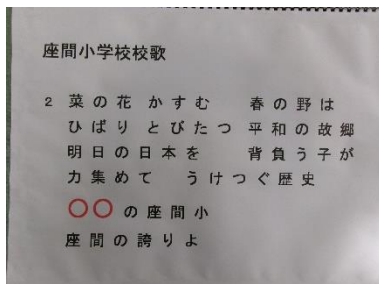 座間小学校校歌
2 菜の花 かすむ 春の野は
ひばり とびたつ 平和の故郷
明日の日本を 背負う子が
力集めて うけつぐ歴史
〇〇の座間小
座間の誇りよ